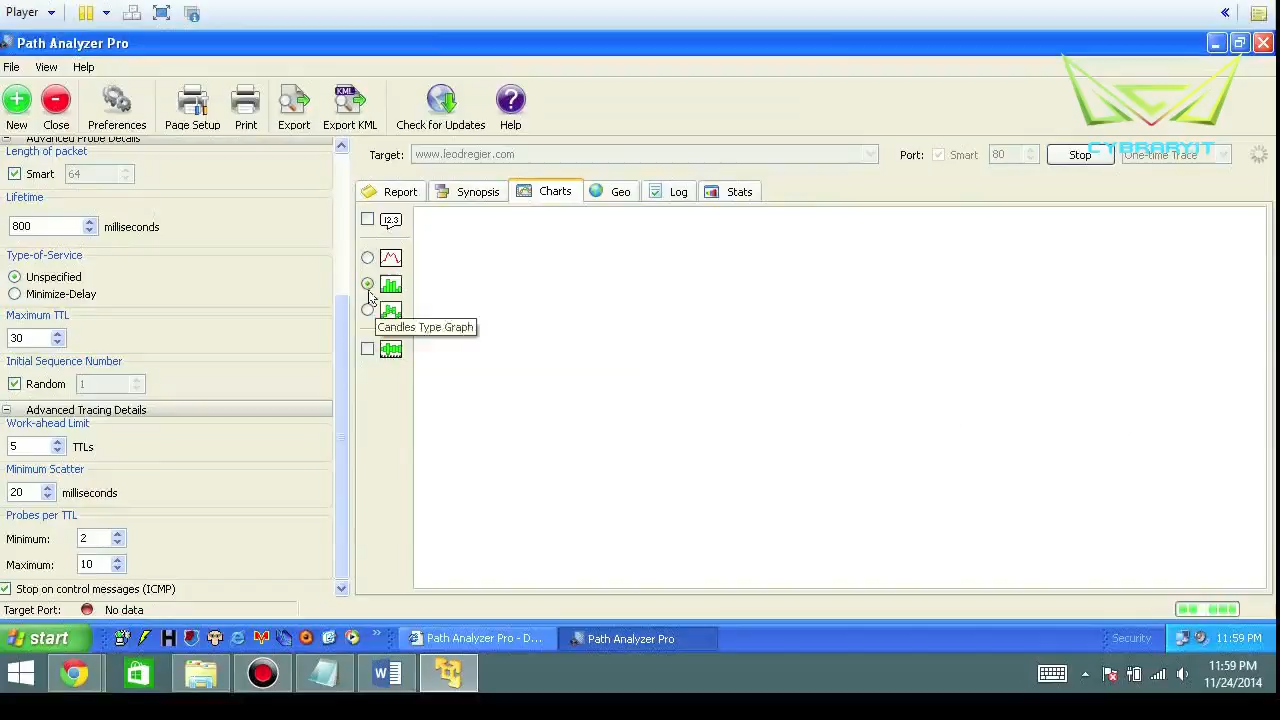 Player
Path Analyzer Pro
File View Help
New Close Preferences Page Setup Print Export Export KML Check for Updates Help
KML
CYBRARY.IT
Advanced Probe Details
Length of packet
Smart 64
Lifetime
800 milliseconds
Type-of-Service
Unspecified
Minimize-Delay
Maximum TTL
30
Initial Sequence Number
Random 1
Advanced Tracing Details
Work-ahead Limit
5 TTLs
Minimum Scatter
20 milliseconds
Probes per TTL
Minimum: 2
Maximum: 10
Stop on control messages (ICMP)
Target Port: No data
Target: www.leodregier.com Port: Smart 80 Stop One-time Trace
Report Synopsis Charts Geo Log Stats
12.3
Candles Type Graph
start Path Analyzer Pro - D... Path Analyzer Pro Security 11:59 PM
11:59 PM
11/24/2014